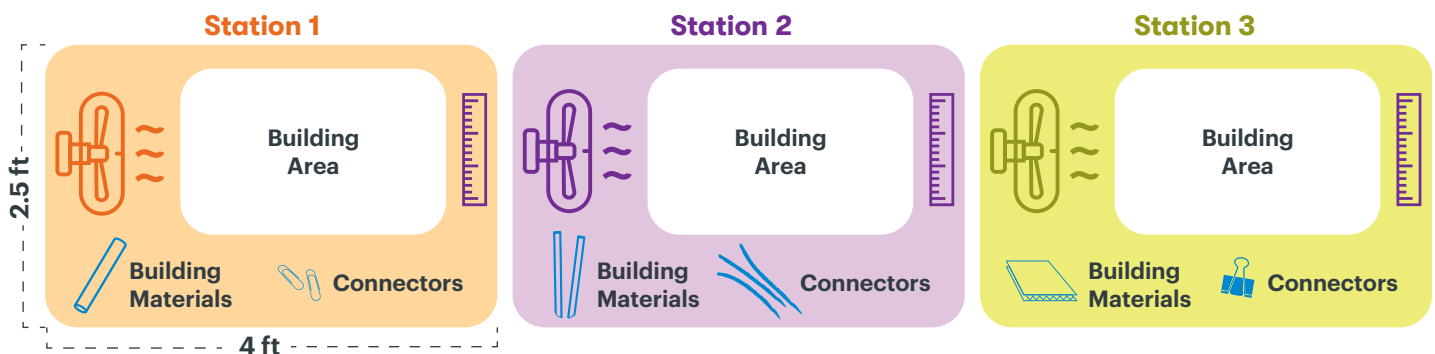 Station 1
Station 2
Station 3
2.5 ft
Building
Area
Building
Area
Building
Area
Building
Materials
Connectors
Building
Materials
Connectors
Building
Materials
Connectors
4 ft